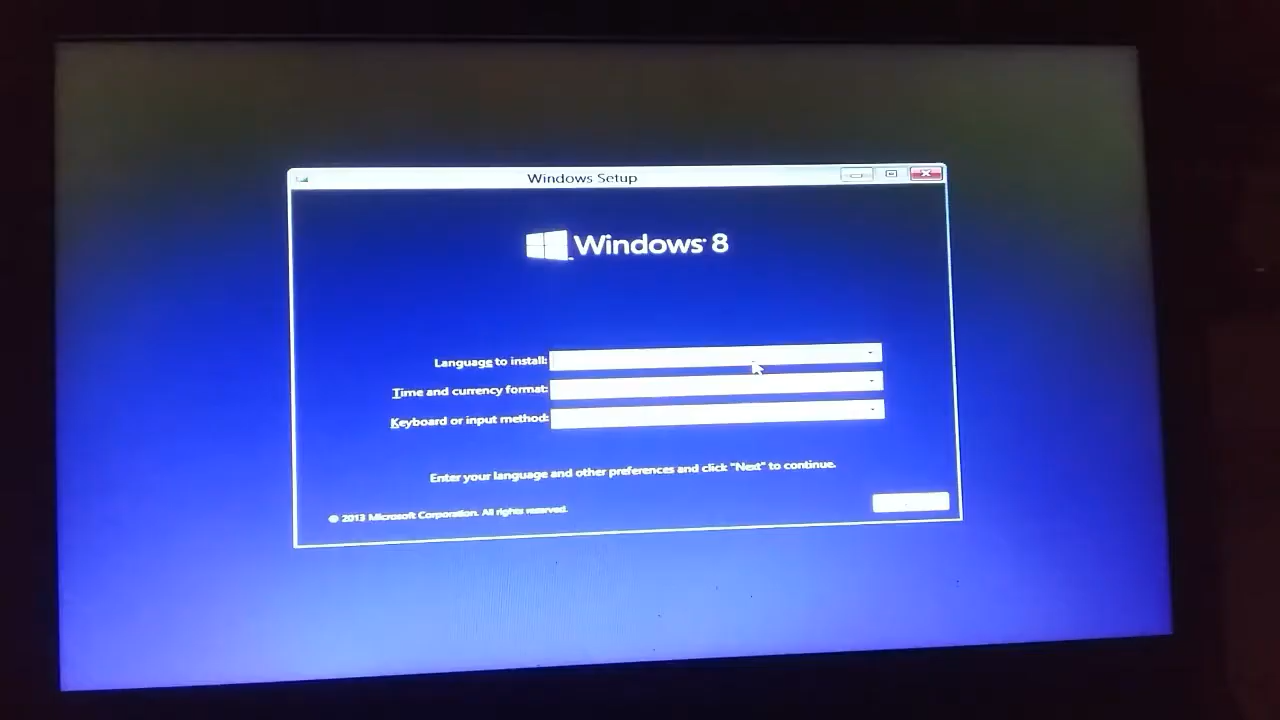 Windows Setup
Windows 8
Language to install:
Time and currency format:
Keyboard or input method:
Enter your language and other preferences and click "Next" to continue.
© 2013 Microsoft Corporation. All rights reserved.